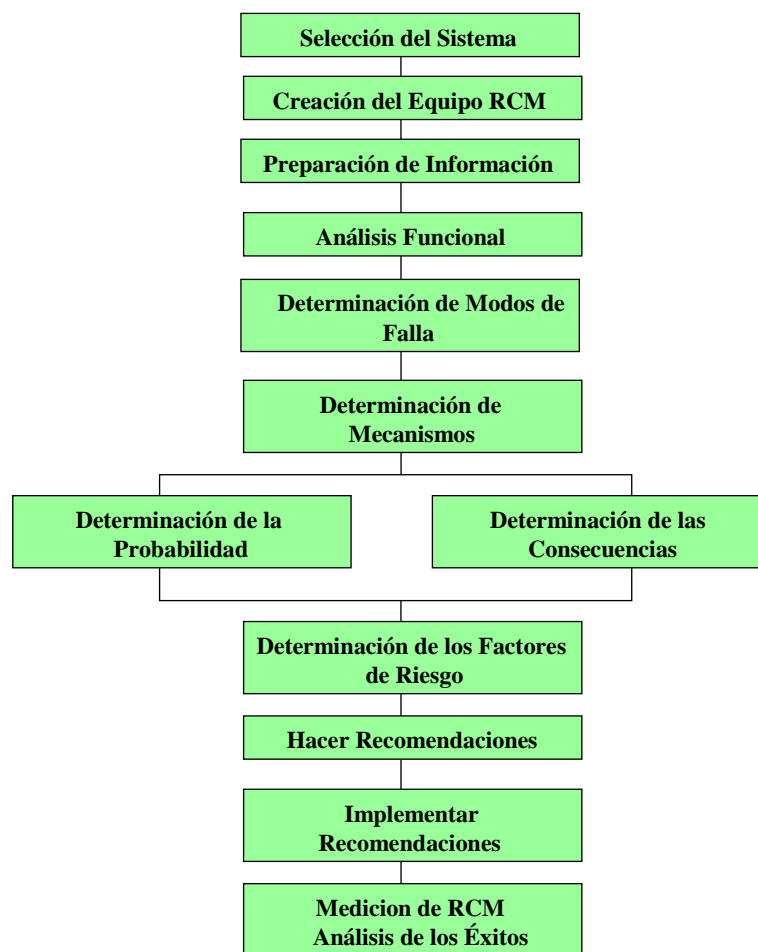 Selección del Sistema
Creación del Equipo RCM
Preparación de Información
Análisis Funcional
Determinación de Modos de
Falla
Determinación de
Mecanismos
Determinación de la
Probabilidad
Determinación de las
Consecuencias
Determinación de los Factores
de Riesgo
Hacer Recomendaciones
Implementar
Recomendaciones
Medicion de RCM
Análisis de los Éxitos